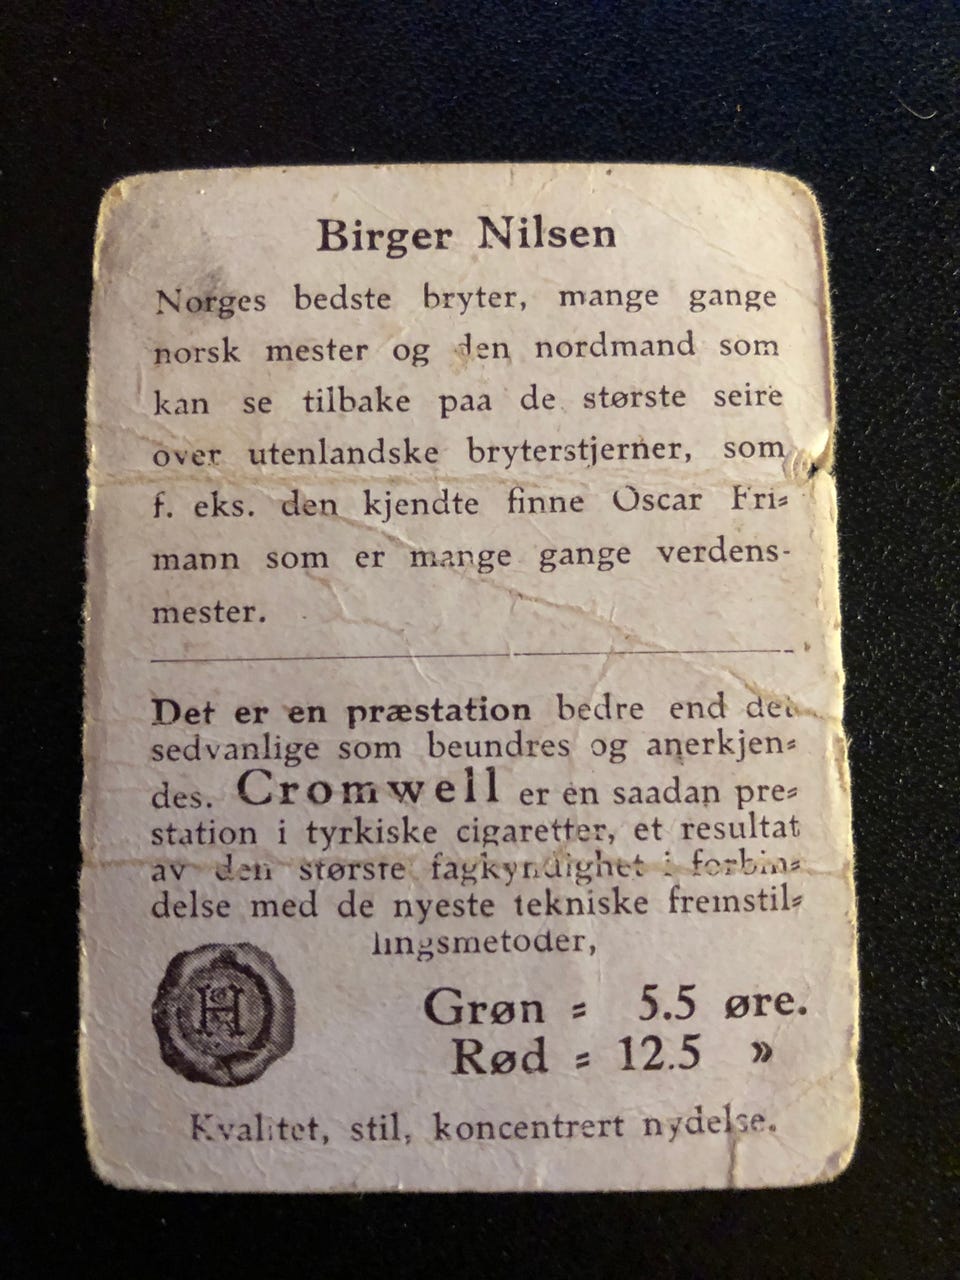 Birger Nilsen
Norges bedste bryter, mange gange
norsk mester og den nordmand som
kan se tilbake paa de største seire
over utenlandske bryterstjerner, som
f. eks. den kjendte finne Oscar Fri=
mann som er mange gange verdens-
mester.
Det er en præstation bedre end det
sedvanlige som beundres og anerkjen=
des. Cromwell er en saadan pre=
station i tyrkiske cigaretter, et resultat
av den største fagkyndighet i forbin=
delse med de nyeste tekniske fremstil=
lingsmetoder,
H
Grøn = 5.5 øre.
Rød = 12.5 »
Kvalitet, stil, koncentrert nydelse.